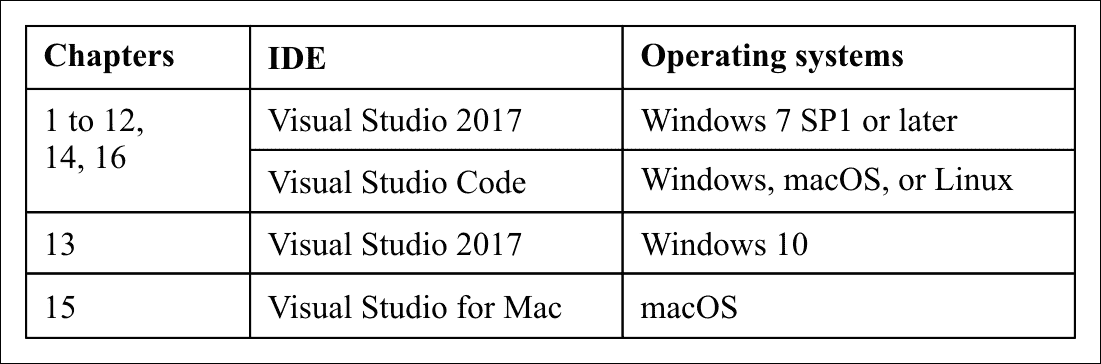 Chapters IDE Operating systems
1 to 12,
14, 16
Visual Studio 2017 Windows 7 SP1 or later
Visual Studio Code Windows, macOS, or Linux
13 Visual Studio 2017 Windows 10
15 Visual Studio for Mac macOS